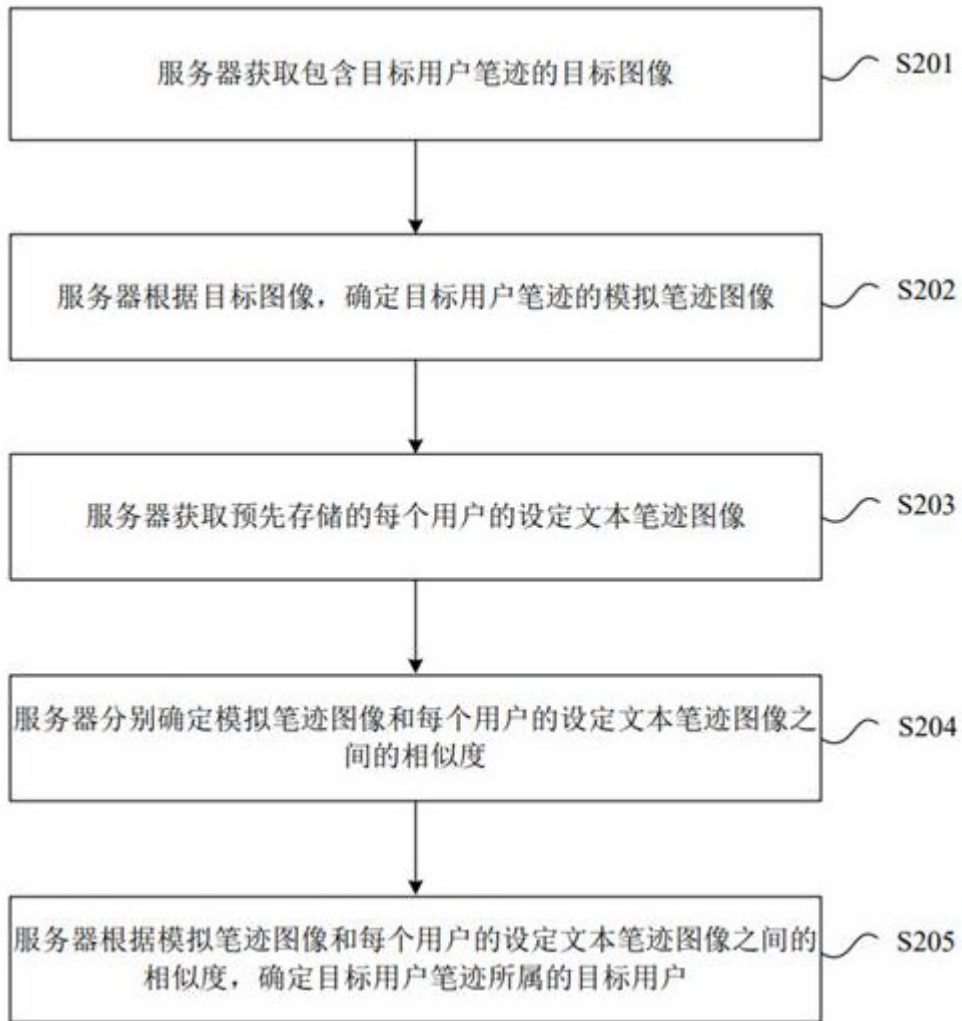 服务器获取包含目标用户笔迹的目标图像
S201
服务器根据目标图像，确定目标用户笔迹的模拟笔迹图像
S202
服务器获取预先存储的每个用户的设定文本笔迹图像
S203
服务器分别确定模拟笔迹图像和每个用户的设定文本笔迹图像之
间的相似度
S204
服务器根据模拟笔迹图像和每个用户的设定文本笔迹图像之间的
相似度，确定目标用户笔迹所属的目标用户
S205